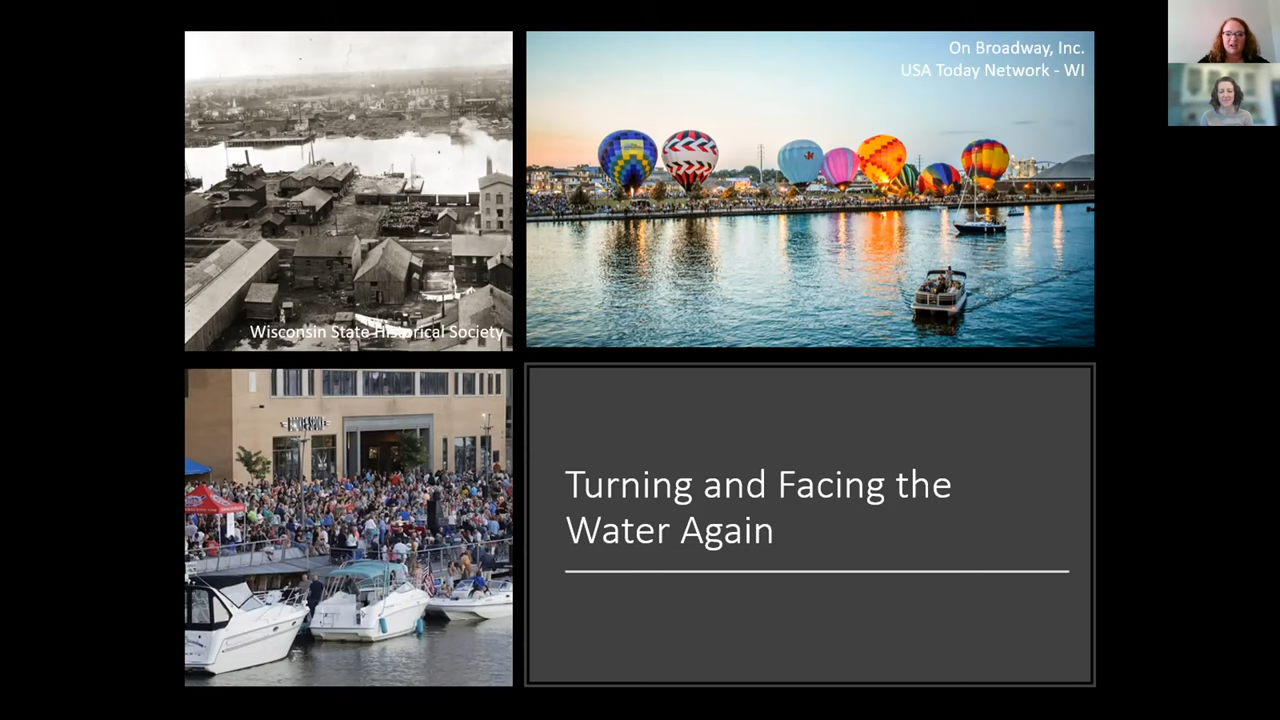 On Broadway, Inc.
USA Today Network - WI
Wisconsin State Historical Society
Turning and Facing the
Water Again